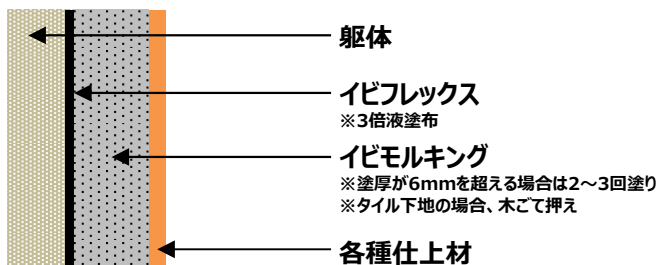 躯体
イビフレックス
※3倍液塗布
イビモルキング
※塗厚が6mmを超える場合は2～3回塗り
※タイル下地の場合、木ごて押え
各種仕上材